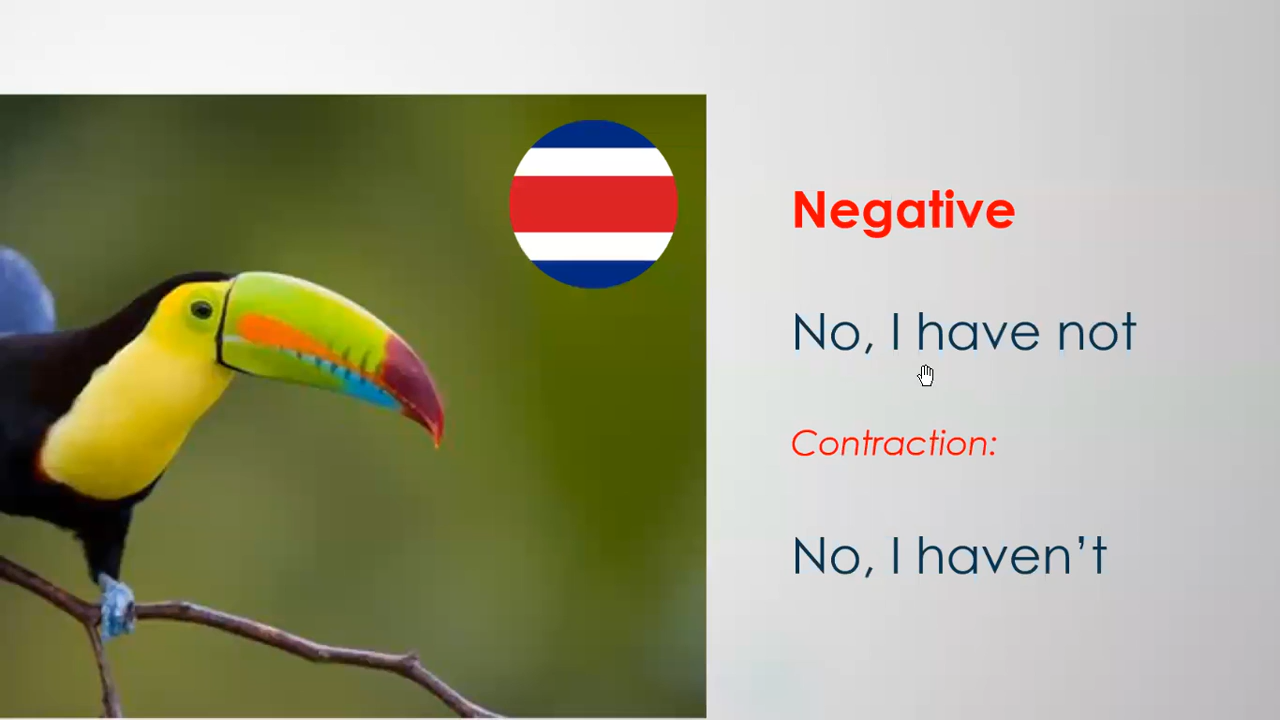 Negative
No, I have not
Contraction:
No, I haven’t